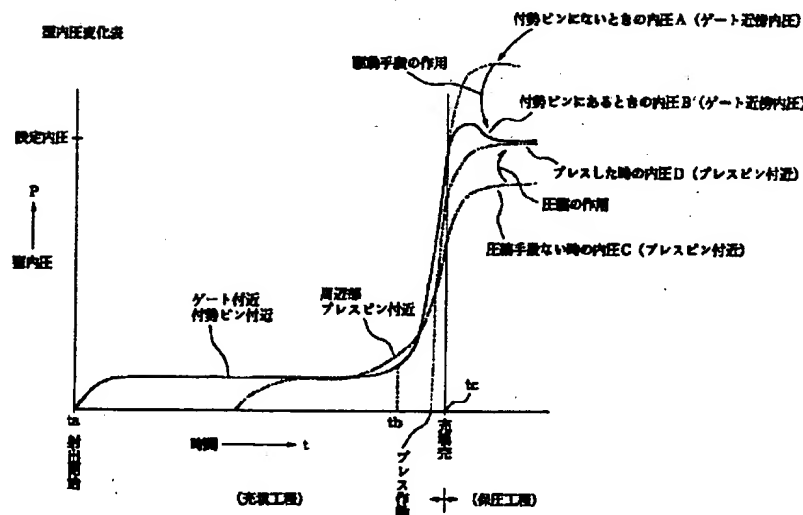 室内圧変化表
付勢ピンにないときの内圧A(ゲート近傍内圧)
駆動手段の作用
付勢ピンにあるときの内圧B'(ゲート近傍内圧)
設定内圧
プレスした時の内圧D(プレスピン付近)
P
圧縮の作用
室内圧
圧縮手段ない時の内圧C(プレスピン付近)
ゲート付近
付勢ピン付近
周辺部
プレスピン付近
tc
ta
tb
時間
t
プレス作動
充填完
(充填工程)
(保圧工程)